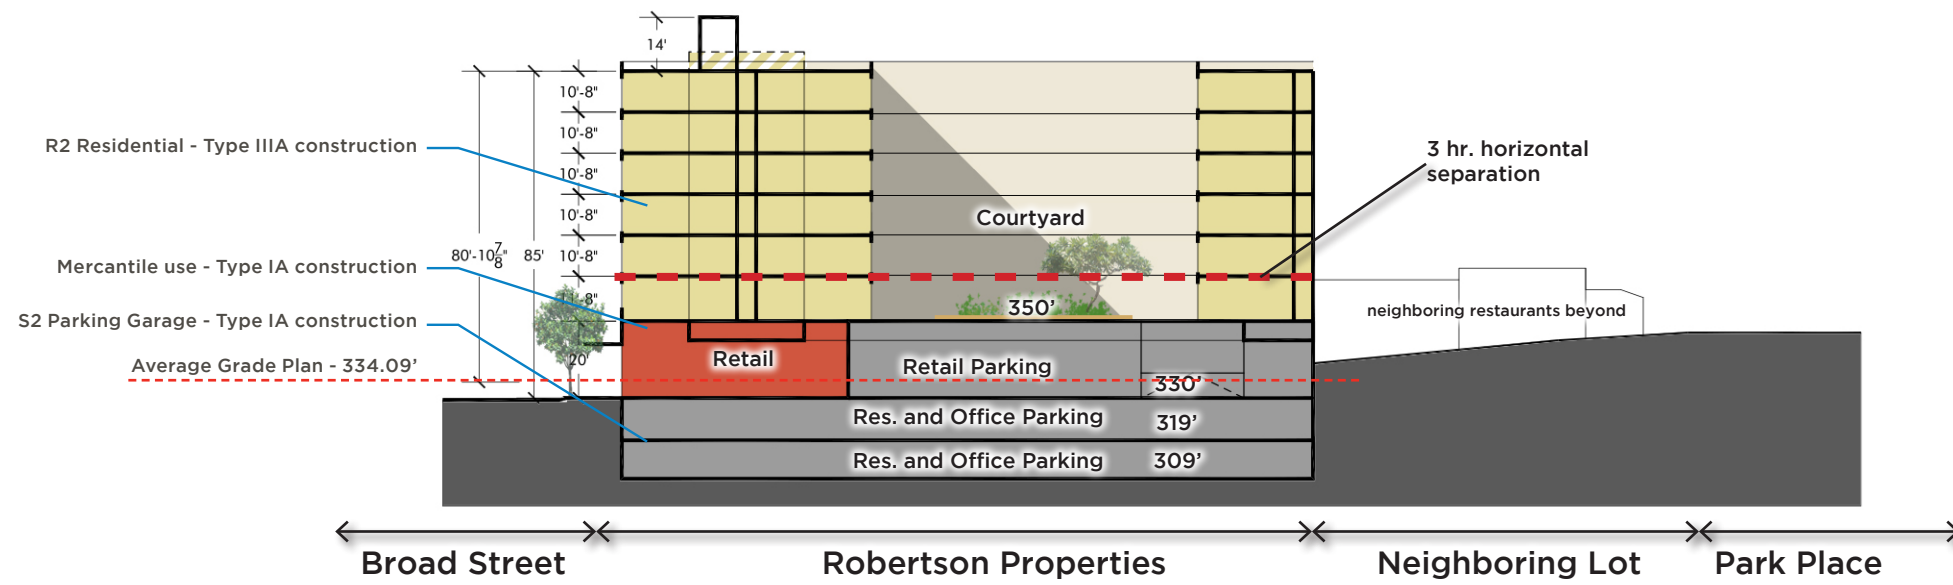 14'
10'-8"
10'-8"
R2 Residential - Type IIIA construction
3 hr. horizontal
separation
10'-8"
10'-8"
Courtyard
80'-10 7/8"
85'
10'-8"
Mercantile use - Type IA construction
8"
350’
neighboring restaurants beyond
S2 Parking Garage - Type IA construction
Average Grade Plan - 334.09’
20'
Retail
Retail Parking
330’
Res. and Office Parking
319’
Res. and Office Parking
309’
Broad Street
Robertson Properties
Neighboring Lot
Park Place